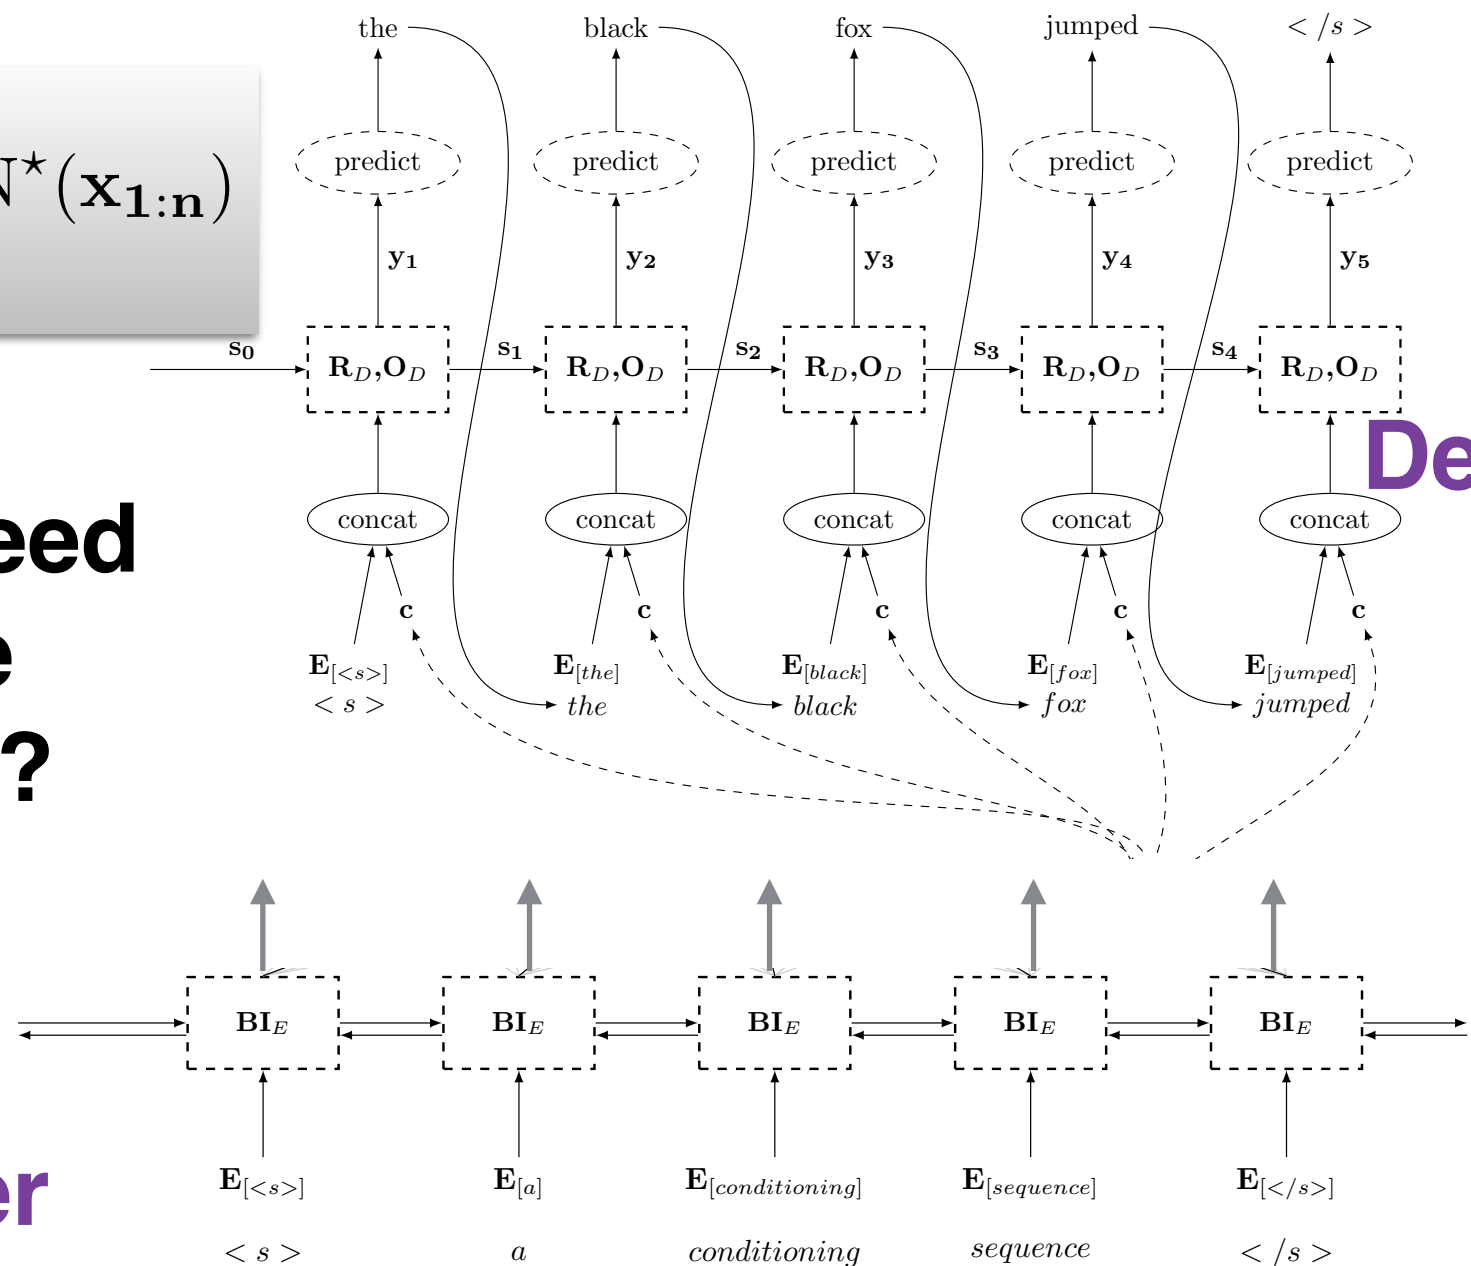 the black fox jumped < /s >
predict predict predict predict predict
N⋆(x1:n)
y1 y2 y3 y4 y5
s0 s1 s2 s3 s4
RD,OD RD,OD RD,OD RD,OD RD,OD
De
concat concat concat concat concat
eed
c c c c c
e
E[<s>] E[the] E[black] E[fox] E[jumped]
< s > the black fox jumped
?
BIE BIE BIE BIE BIE
E[<s>] E[a] E[conditioning] E[sequence] E[</s>]
er
< s > a conditioning sequence < /s >